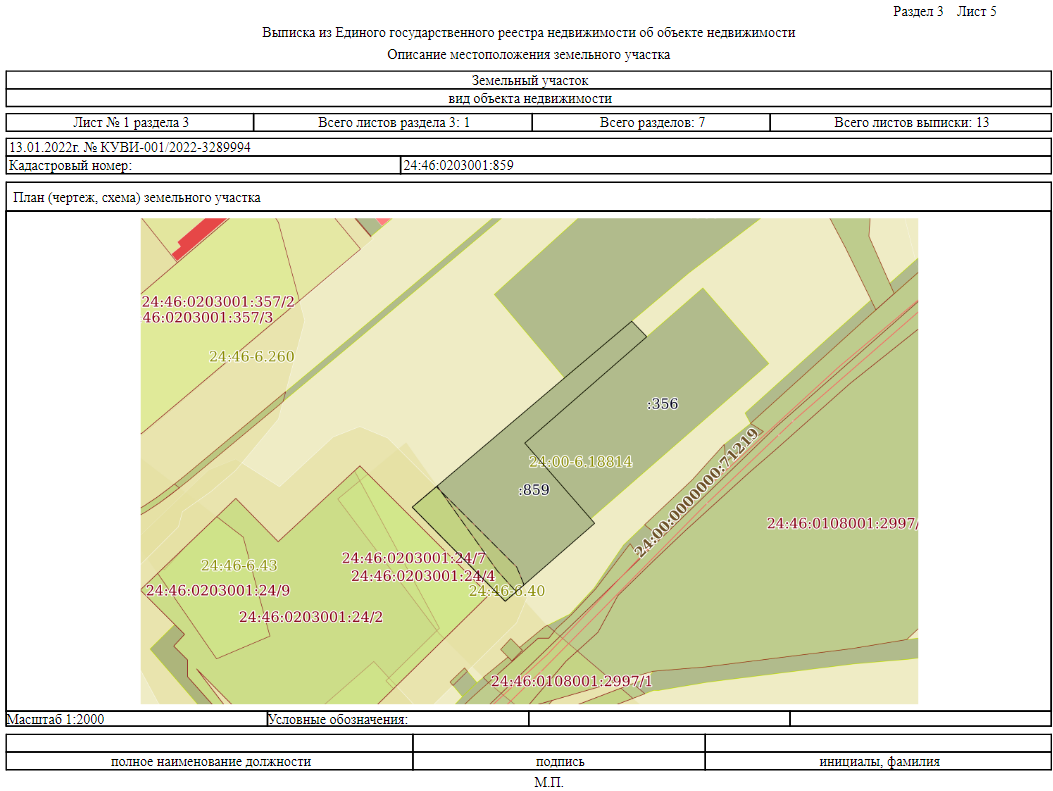 Раздел 3 Лист 5
Выписка из Единого государственного реестра недвижимости об объекте недвижимости
Описание местоположения земельного участка
Земельный участок
вид объекта недвижимости
Лист № 1 раздела 3 Всего листов раздела 3: 1 Всего разделов: 7 Всего листов выписки: 13
13.01.2022г. № КУВИ-001/2022-3289994
Кадастровый номер: 24:46:0203001:859
План (чертеж, схема) земельного участка
24:46:0203001:357/2
46:0203001:357/3
24:46-6.260
:356
24:00-6.18814
:859
24:00:0000000:71219
24:46:0108001:2997/
24:46:0203001:24/7
24:46-6.43
24:46:0203001:24/4
24:46:0203001:24/9
24:46-6.40
24:46:0203001:24/2
24:46:0108001:2997/1
Масштаб 1:2000 Условные обозначения:
полное наименование должности подпись инициалы, фамилия
М.П.